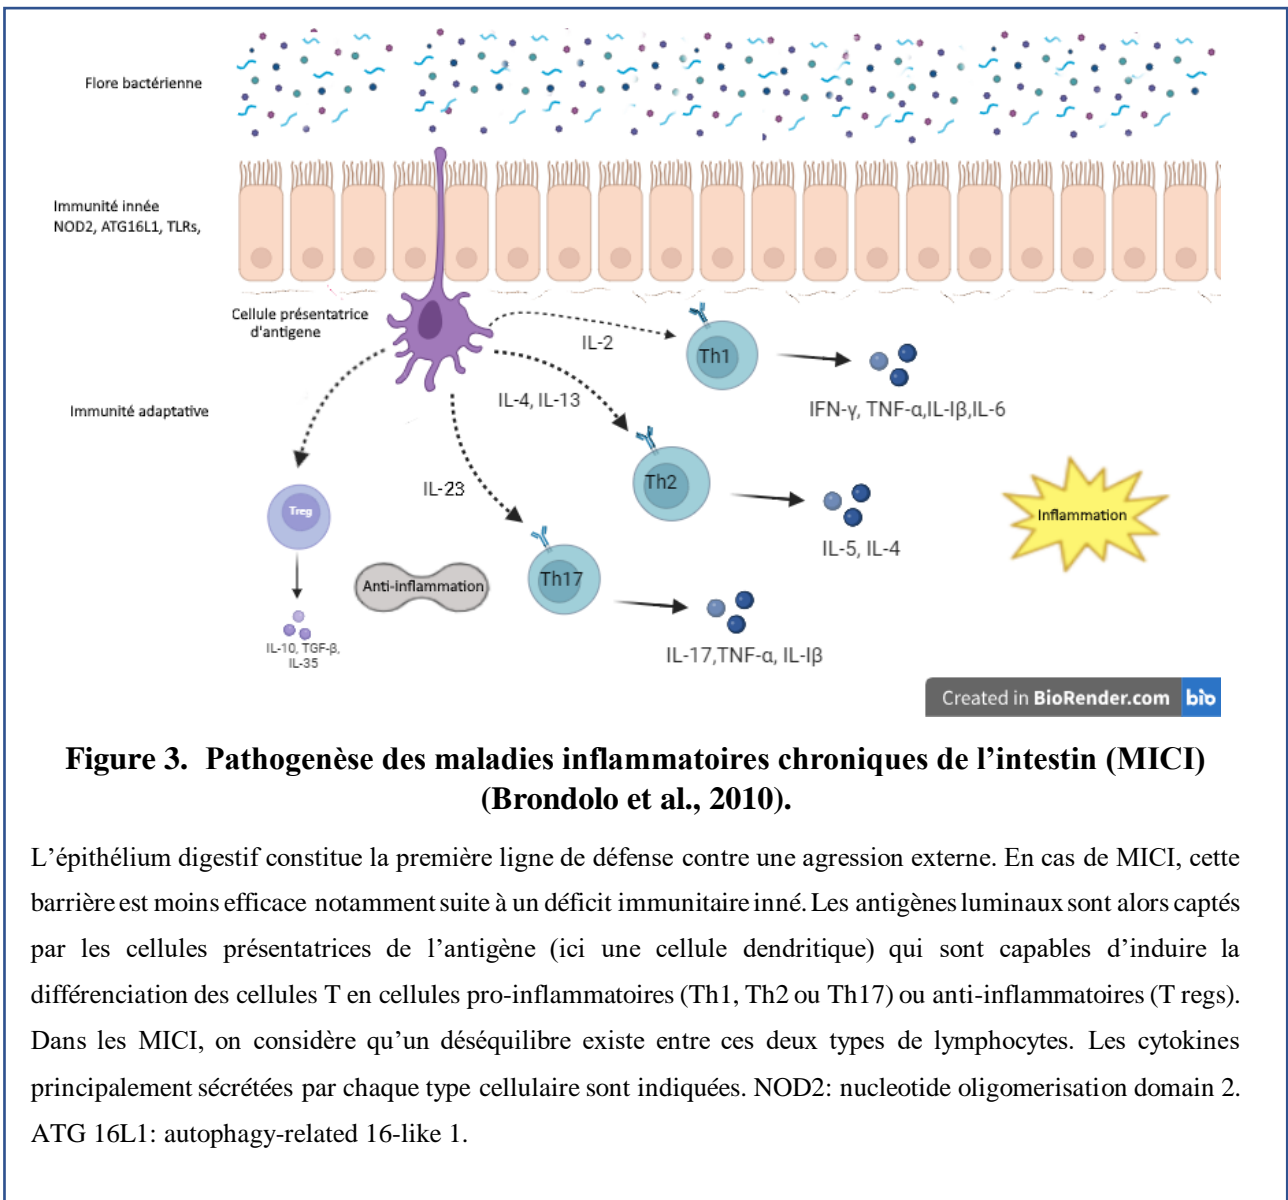 Flore bactérienne
Immunité innée
NOD2, ATG16L1, TLRs,
Cellule présentatrice
d'antigene
IL-2
Th1
IFN-γ, TNF-α,IL-Iβ,IL-6
Immunité adaptative
IL-4, IL-13
Th2
IL-5, IL-4
Inflammation
IL-23
Treg
Anti-inflammation
Th17
IL-17,TNF-α, IL-Iβ
IL-10, TGF-β,
IL-35
Created in BioRender.com bio
Figure 3. Pathogenèse des maladies inflammatoires chroniques de l’intestin (MICI)
(Brondolo et al., 2010).
L’épithélium digestif constitue la première ligne de défense contre une agression externe. En cas de MICI, cette
barrière est moins efficace notamment suite à un déficit immunitaire inné. Les antigènes luminaux sont alors captés
par les cellules présentatrices de l’antigène (ici une cellule dendritique) qui sont capables d’induire la
différenciation des cellules T en cellules pro-inflammatoires (Th1, Th2 ou Th17) ou anti-inflammatoires (T regs).
Dans les MICI, on considère qu’un déséquilibre existe entre ces deux types de lymphocytes. Les cytokines
principalement sécrétées par chaque type cellulaire sont indiquées. NOD2: nucleotide oligomerisation domain 2.
ATG 16L1: autophagy-related 16-like 1.